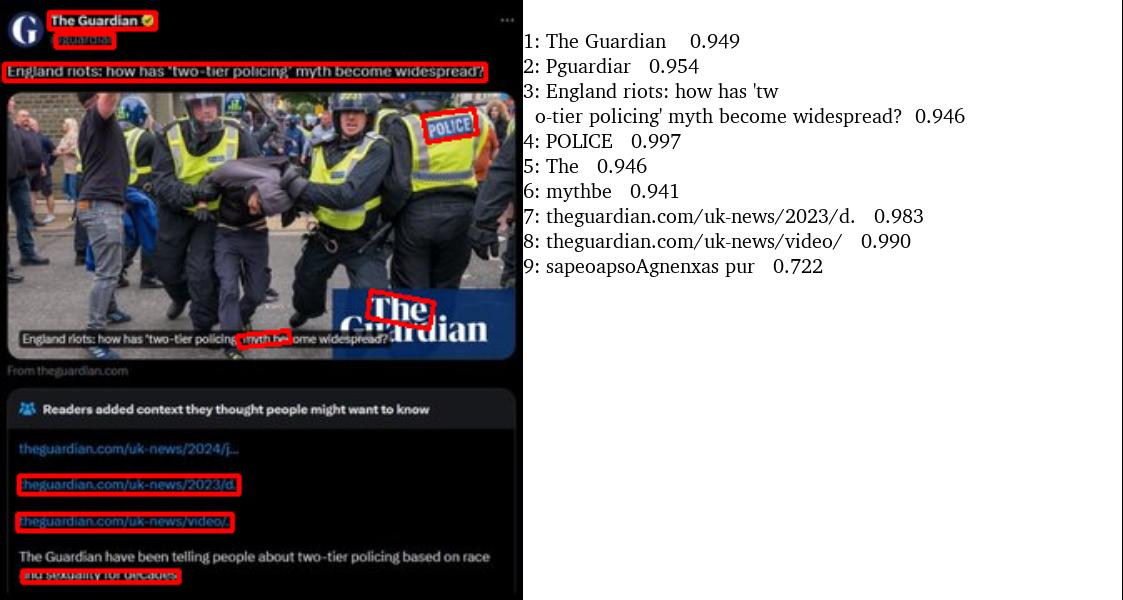 The Guardian
England riots: how has 'two-tier policing' myth become widespread?
2231
POLICE
The
Guardian
England riots: how has 'two-tier policing' myth become widespread?
From theguardian.com
Readers added context they thought people might want to know
theguardian.com/uk-news/2024/j...
theguardian.com/uk-news/2023/d.
theguardian.com/uk-news/video/..
The Guardian have been telling people about two-tier policing based on race
and sexuality for decades
1: The Guardian 0.949
2: Pguardiar 0.954
3: England riots: how has 'tw
o-tier policing' myth become widespread? 0.946
4: POLICE 0.997
5: The 0.946
6: mythbe 0.941
7: theguardian.com/uk-news/2023/d. 0.983
8: theguardian.com/uk-news/video/ 0.990
9: sapeoapsoAgnenxas pur 0.722